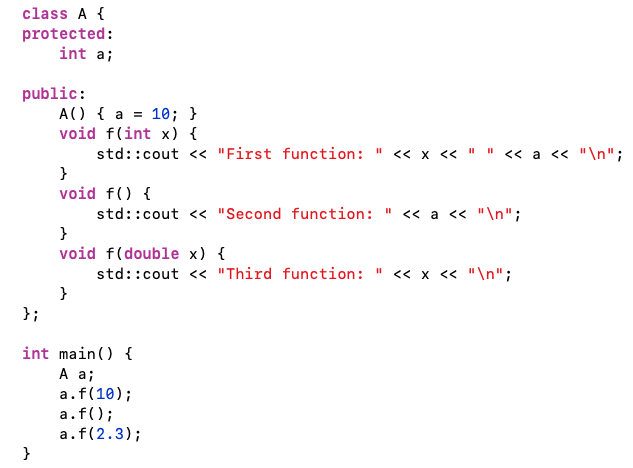 class A {
protected:
    int a;

public:
    A() { a = 10; }
    void f(int x) {
        std::cout << "First function: " << x << " " << a << "\n";
    }
    void f() {
        std::cout << "Second function: " << a << "\n";
    }
    void f(double x) {
        std::cout << "Third function: " << x << "\n";
    }
};

int main() {
    A a;
    a.f(10);
    a.f();
    a.f(2.3);
}